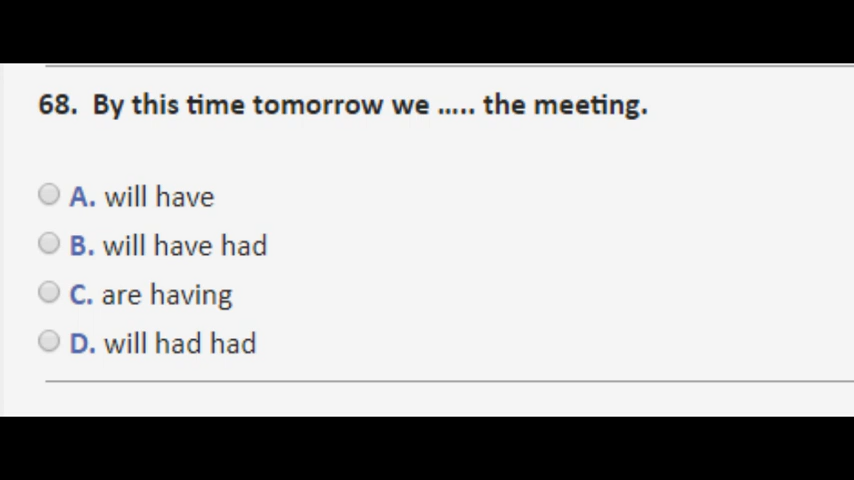 68. By this time tomorrow we ..... the meeting.
A. will have
B. will have had
C. are having
D. will had had